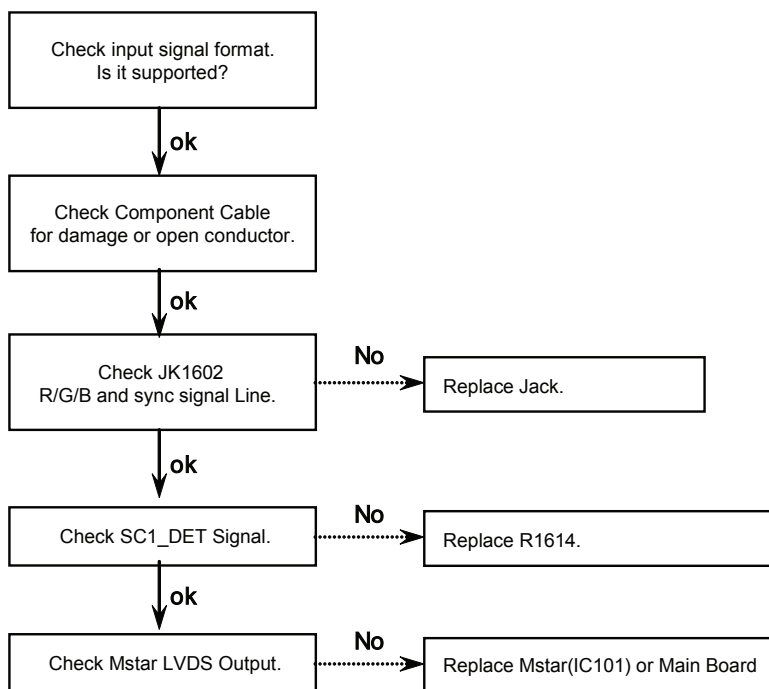 Check input signal format.
Is it supported?
ok
Check Component Cable
for damage or open conductor.
ok
Check JK1602
R/G/B and sync signal Line.
No
Replace Jack.
ok
Check SC1_DET Signal.
No
Replace R1614.
ok
Check Mstar LVDS Output.
No
Replace Mstar(IC101) or Main Board